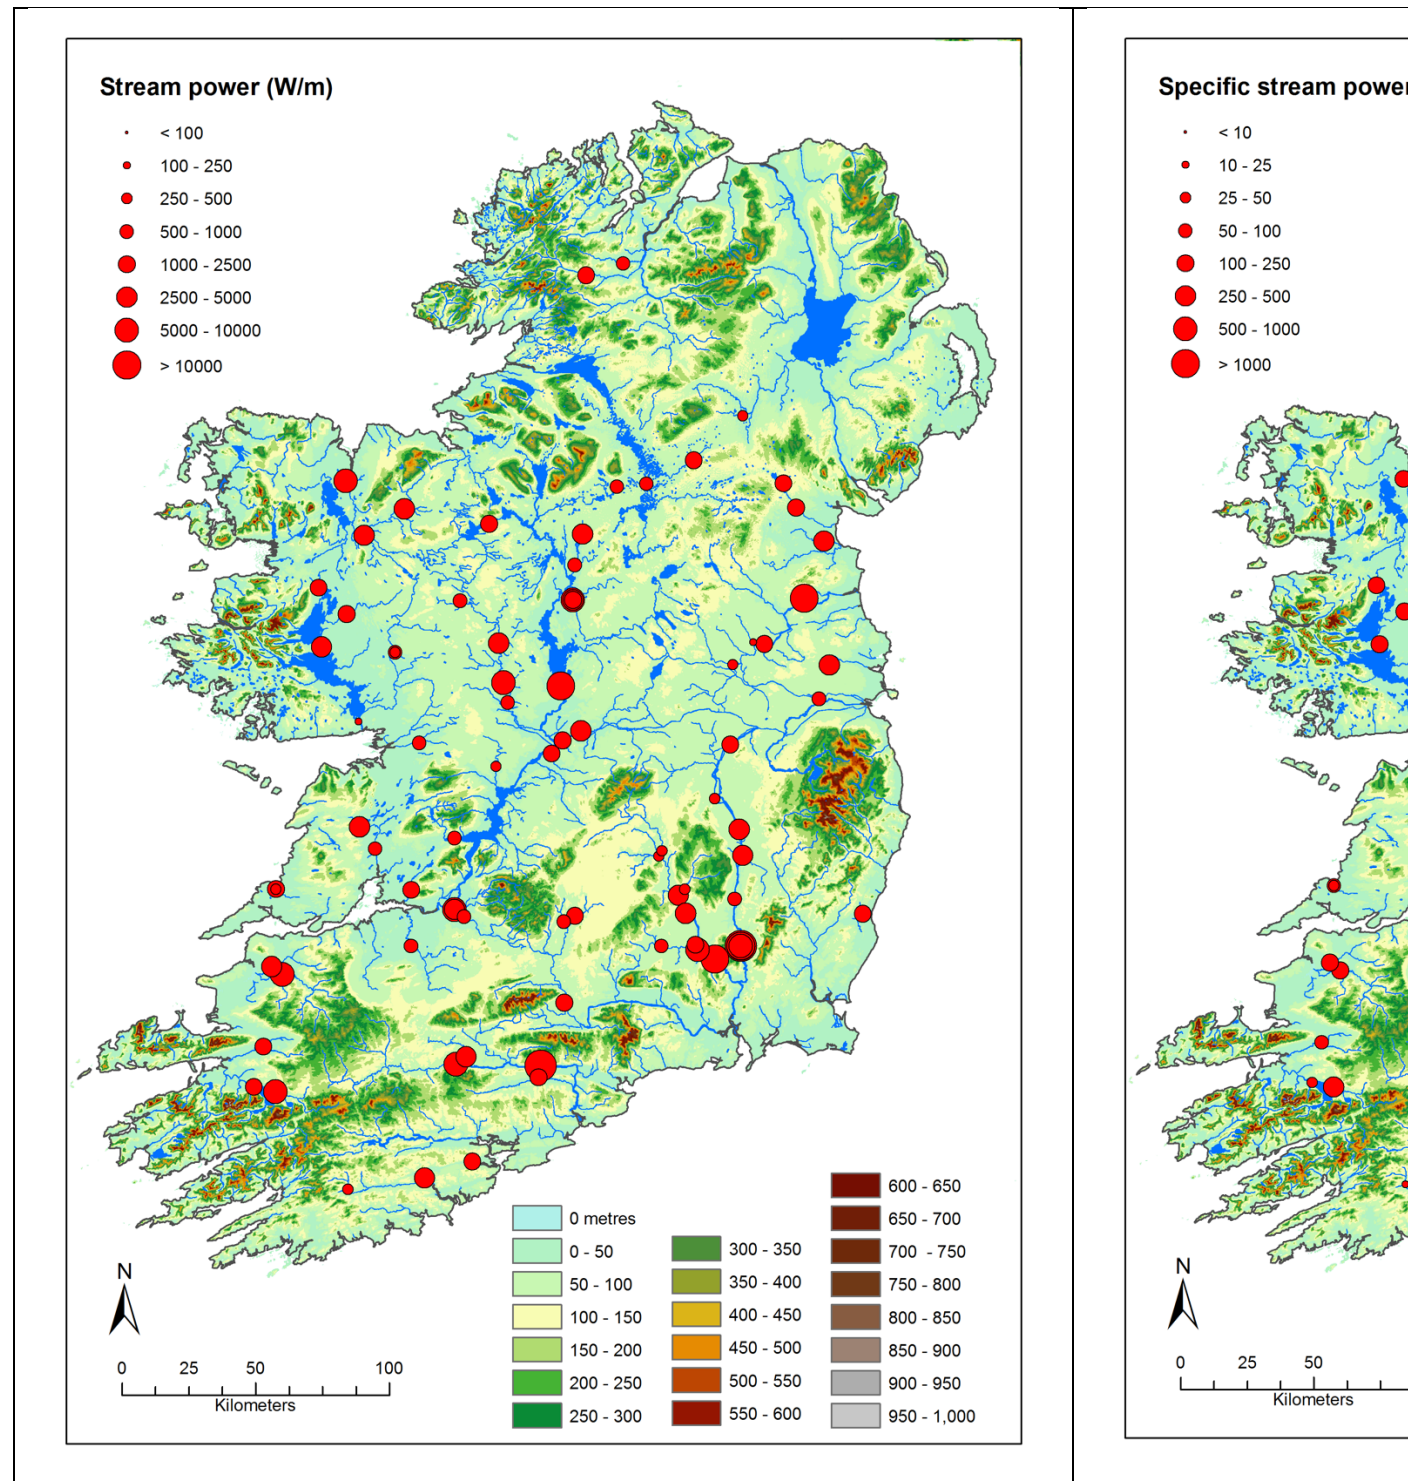 Stream power (W/m)
< 100
100 - 250
250 - 500
500 - 1000
1000 - 2500
2500 - 5000
5000 - 10000
> 10000
0 metres
0 - 50
50 - 100
100 - 150
150 - 200
200 - 250
250 - 300
300 - 350
350 - 400
400 - 450
450 - 500
500 - 550
550 - 600
600 - 650
650 - 700
700 - 750
750 - 800
800 - 850
850 - 900
900 - 950
950 - 1,000
N
0 25 50 100
Kilometers
Specific stream power
< 10
10 - 25
25 - 50
50 - 100
100 - 250
250 - 500
500 - 1000
> 1000
N
0 25 50
Kilometers